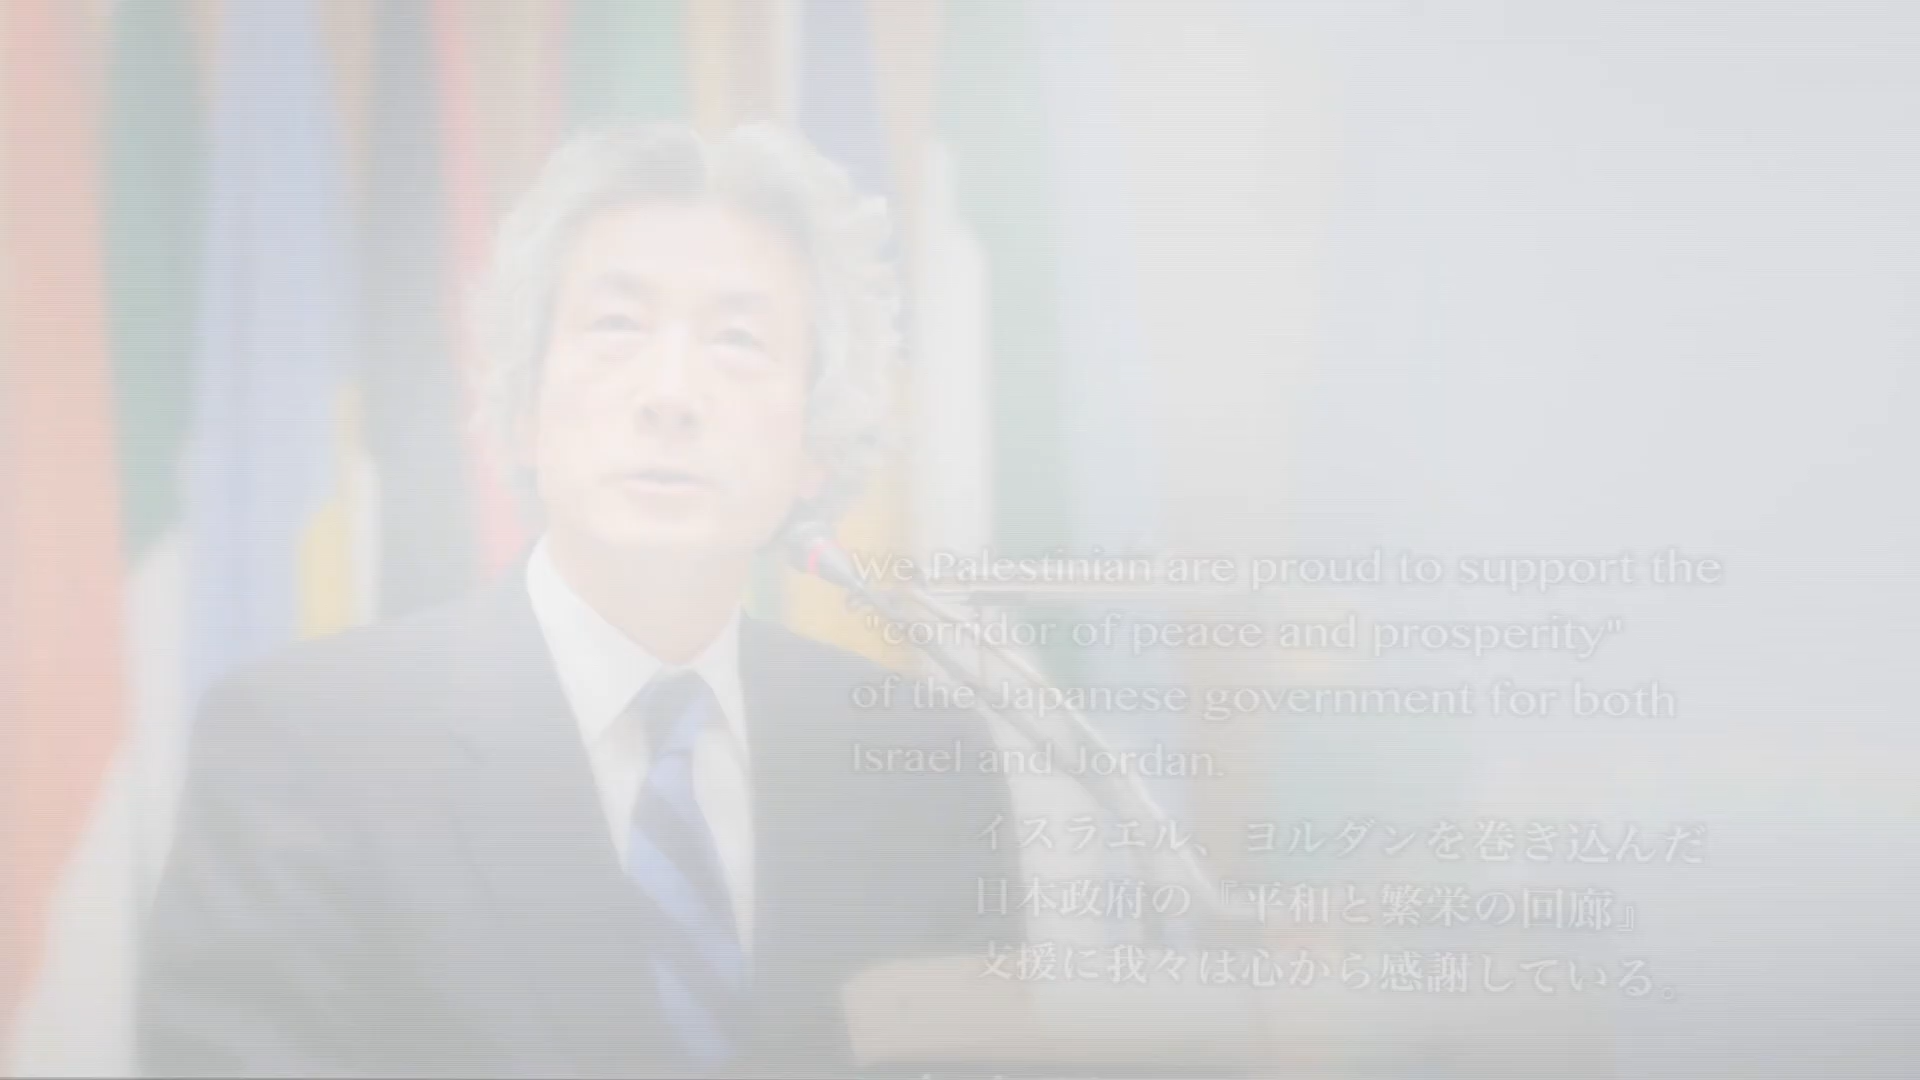 We Palestinian are proud to support the
"corridor of peace and prosperity"
of the Japanese government for both
Israel and Jordan.
イスラエル、ヨルダンを巻き込んだ
日本政府の『平和と繁栄の回廊』
支援に我々は心から感謝している。